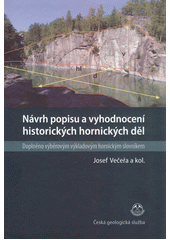 Návrh popisu a vyhodnocení
historických hornických děl
Doplněno výběrovým výkladovým hornickým slovníkem
Josef Večeřa a kol.
Česká geologická služba